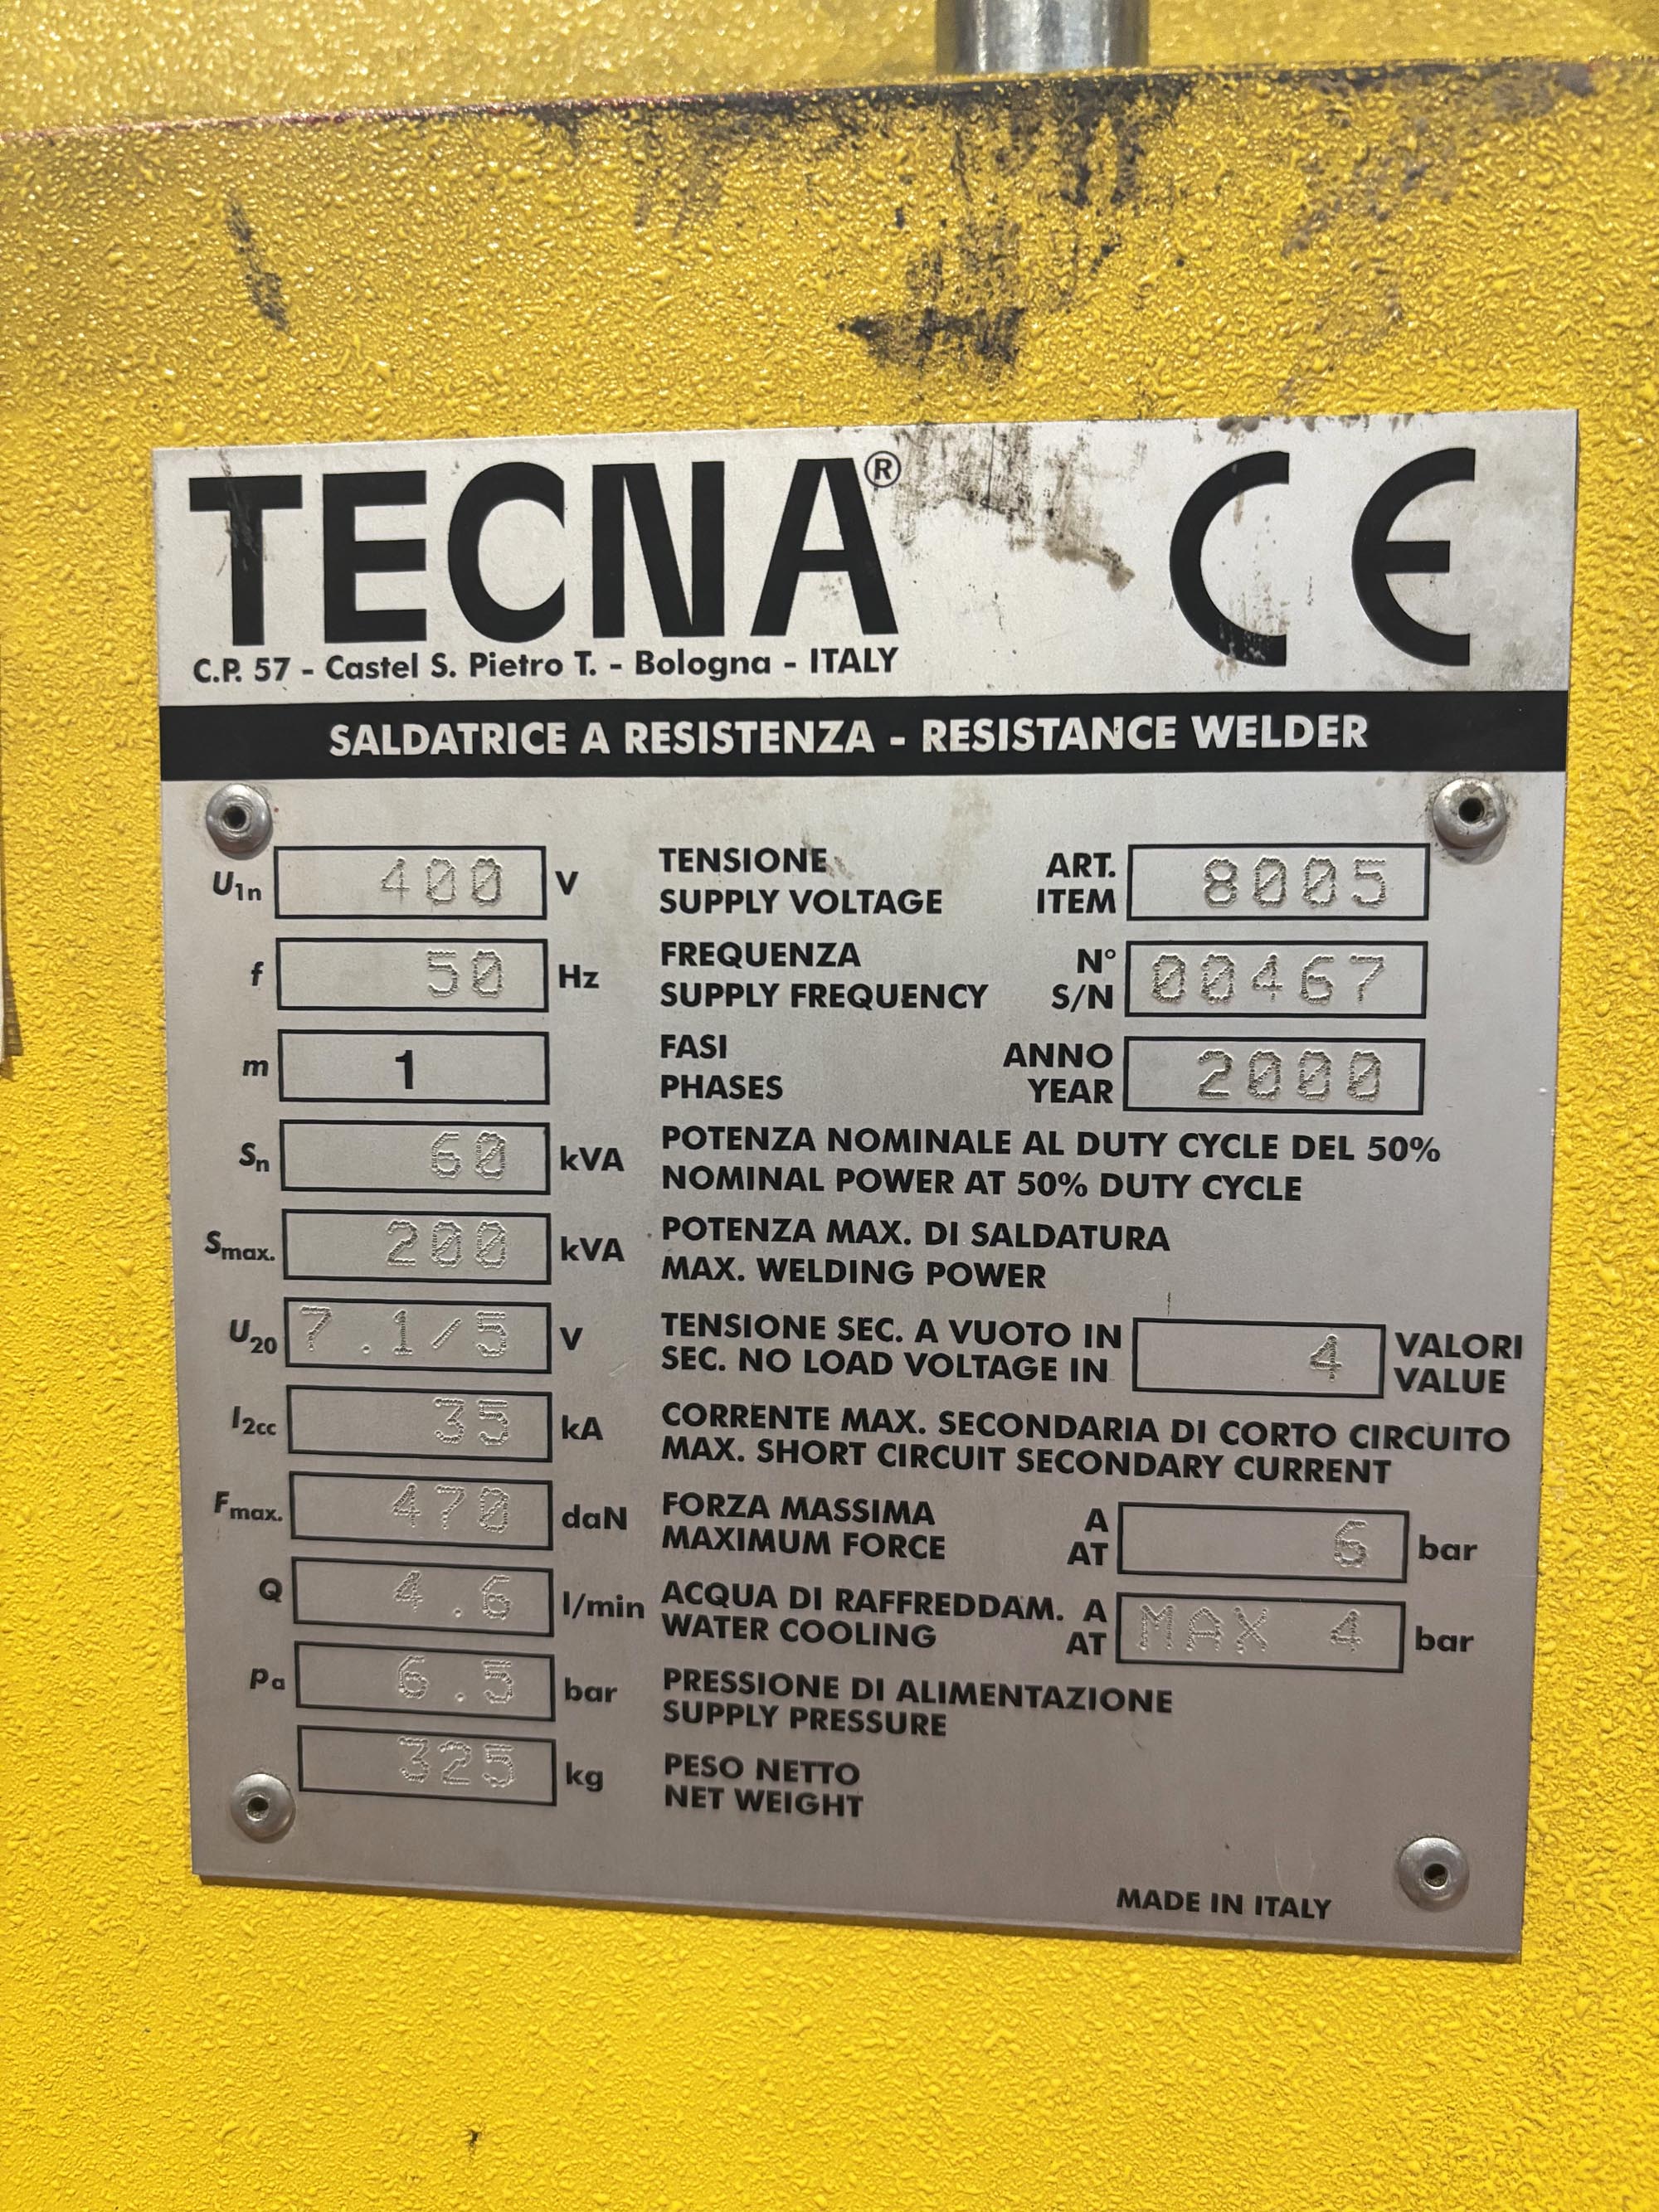 TECNA® CE
C.P. 57 - Castel S. Pietro T. - Bologna - ITALY
SALDATRICE A RESISTENZA - RESISTANCE WELDER
U1n 400 V TENSIONE SUPPLY VOLTAGE ART. ITEM 8005
f 50 Hz FREQUENZA SUPPLY FREQUENCY N° S/N 00467
m 1 FASI PHASES ANNO YEAR 2000
Sn 60 kVA POTENZA NOMINALE AL DUTY CYCLE DEL 50%
NOMINAL POWER AT 50% DUTY CYCLE
Smax. 200 kVA POTENZA MAX. DI SALDATURA
MAX. WELDING POWER
U20 7.1/5 V TENSIONE SEC. A VUOTO IN
SEC. NO LOAD VOLTAGE IN 4 VALORI VALUE
I2cc 35 kA CORRENTE MAX. SECONDARIA DI CORTO CIRCUITO
MAX. SHORT CIRCUIT SECONDARY CURRENT
Fmax. 470 daN FORZA MASSIMA MAXIMUM FORCE A AT 6 bar
Q 4.6 l/min ACQUA DI RAFFREDDAM. WATER COOLING A AT MAX 4 bar
Pa 6.5 bar PRESSIONE DI ALIMENTAZIONE
SUPPLY PRESSURE
325 kg PESO NETTO
NET WEIGHT
MADE IN ITALY